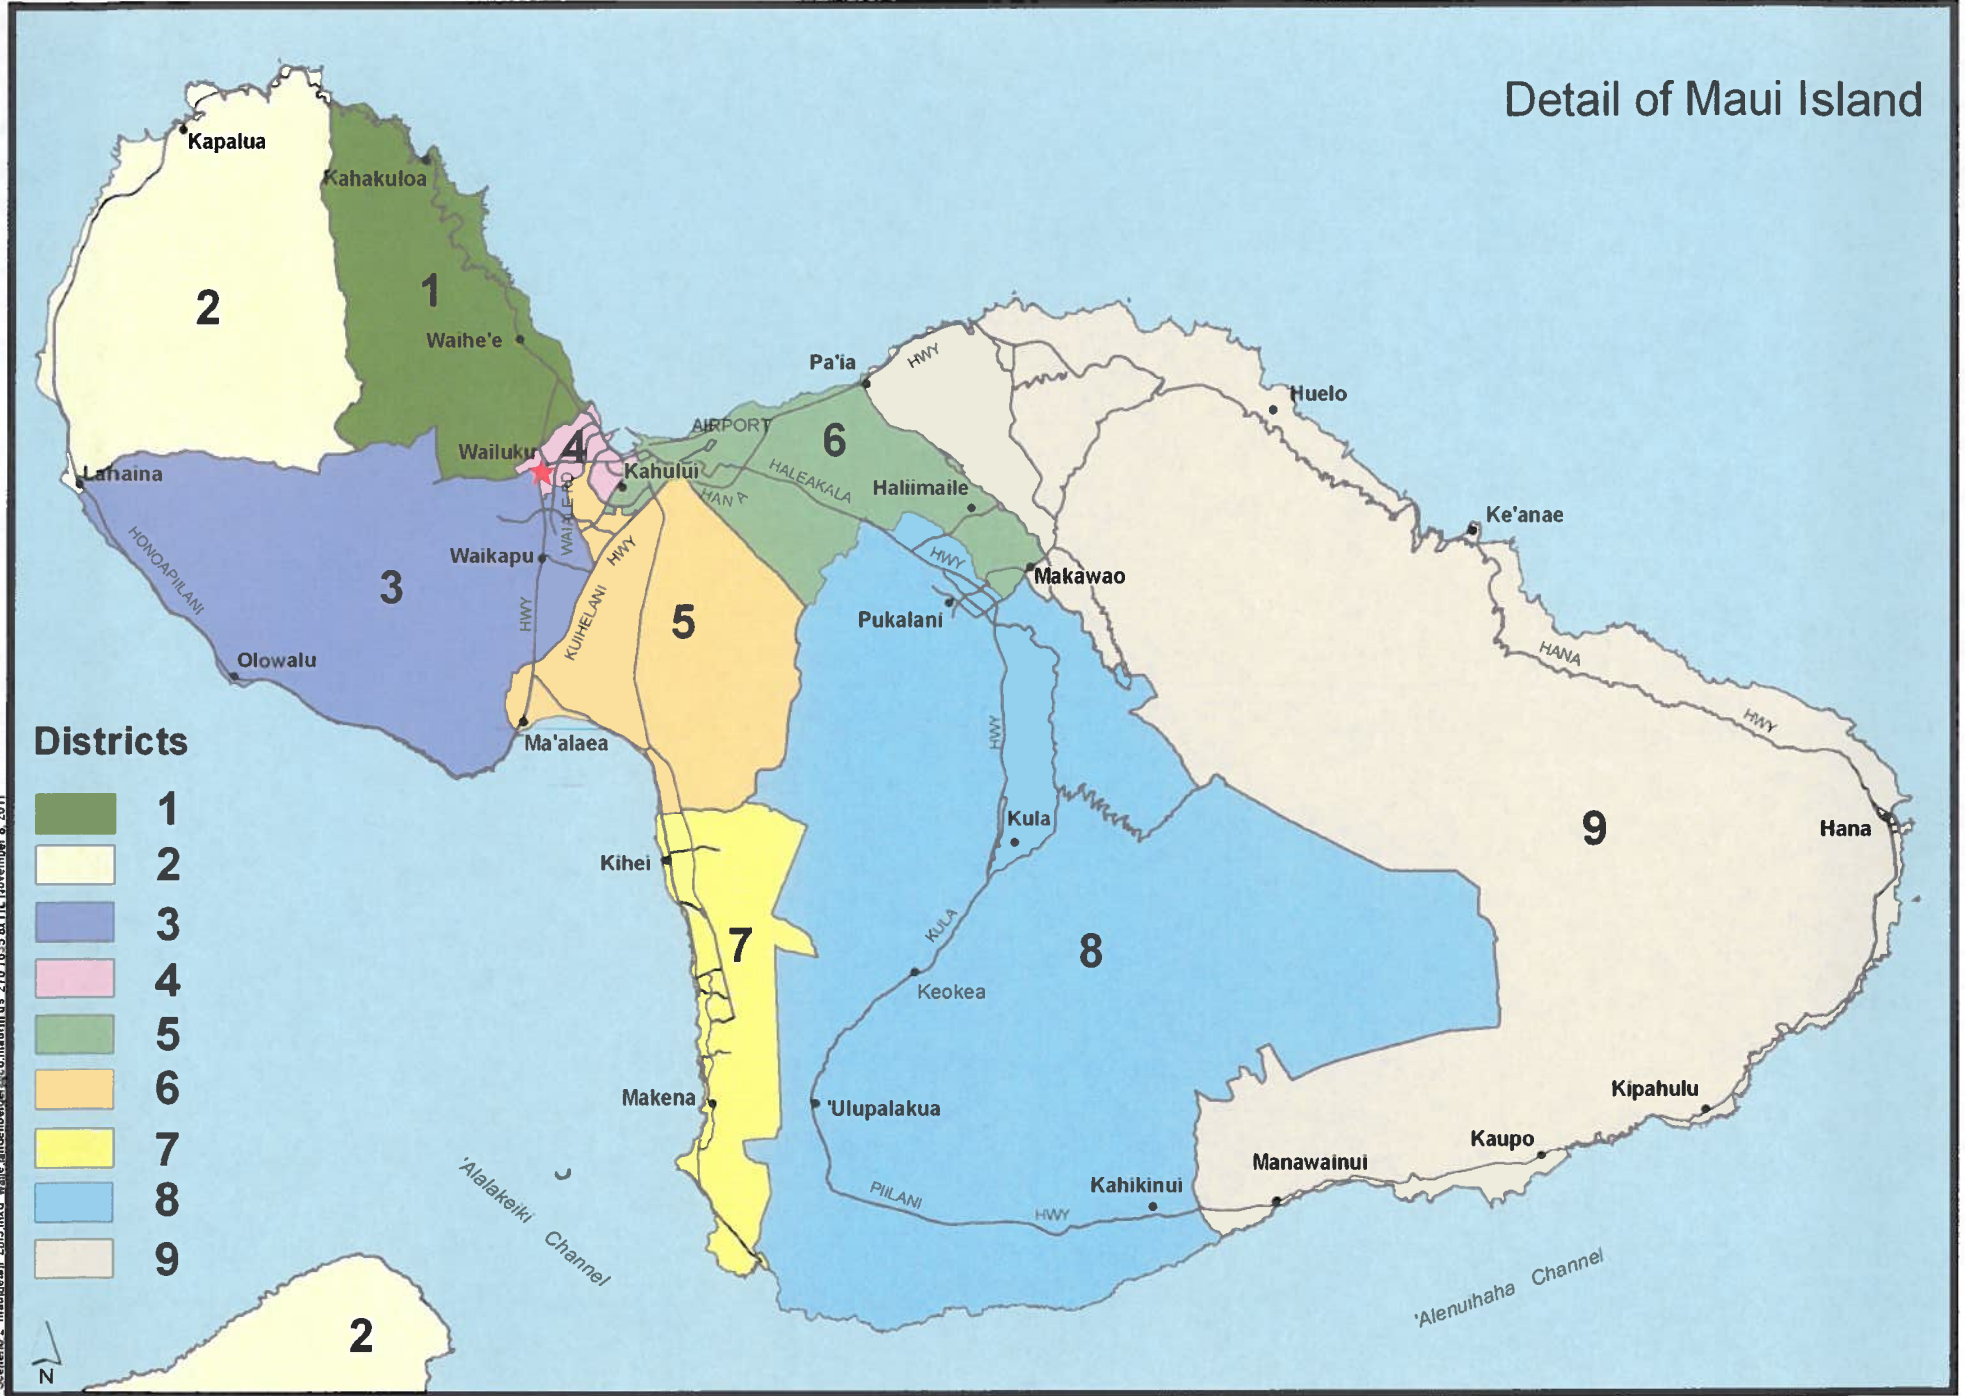 Detail of Maui Island
Kapalua
Kahakuloa
1
2
Waihe'e
Pa'ia
HWY
Huelo
AIRPORT
6
4
Wailuku
Kahului
Lahaina
HALEAKALA
HANA
Haliimaile
Ke'anae
WAIALE RD
HONOAPIILANI
Waikapu
HWY
HWY
Makawao
3
HWY
KUIHELANI
5
Pukalani
Olowalu
HANA
HWY
HWY
Ma'alaea
Districts
1
2
3
4
5
6
7
8
9
Kula
9
Hana
Kihei
KULA
7
8
Keokea
Makena
'Ulupalakua
Kipahulu
Kaupo
Manawainui
Kahikinui
PIILANI
HWY
'Alalakeiki Channel
'Alenuihaha Channel
2
N